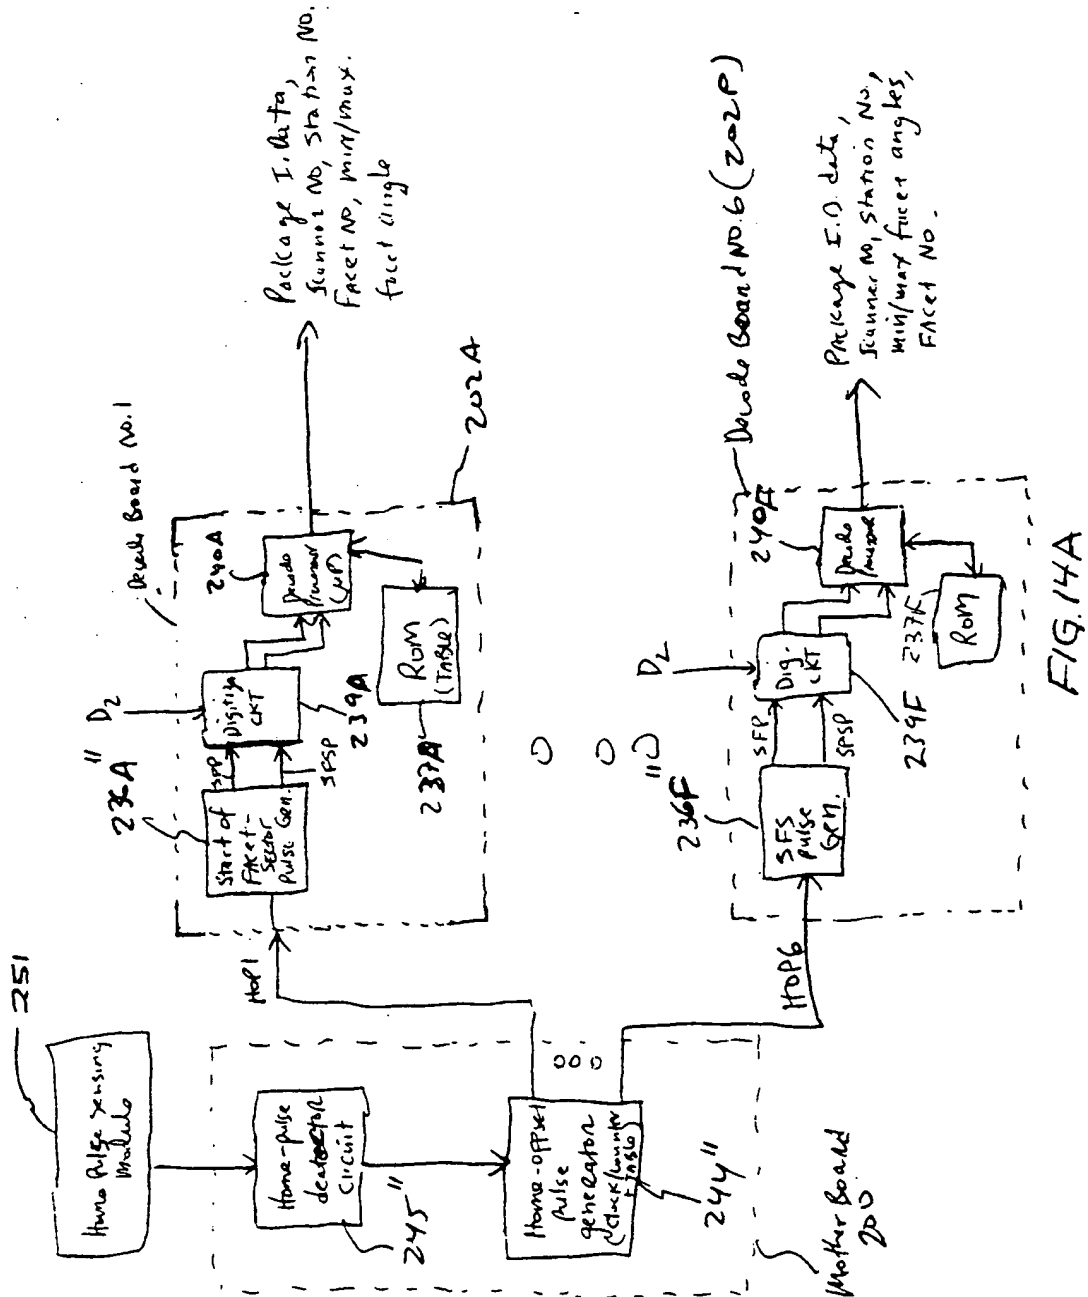 251
Home Pulse Sensing
Module
Home-pulse
detector
Circuit
245"
Home-offset
pulse
generator
(clock/counter
+ Table)
244"
Mother Board
200
HOP1
HOP6
Decode Board No.1
202A
236A"
Start of
Facet-
Sector
Pulse Gen.
SFP
SFSP
D2
Digitize
CKT
239A
240A
Decode
Processor
(μP)
ROM
(TABLE)
237A
Package I. Data,
Scanner No, Station No.
Facet No, min/max.
facet angle
Decode Board No.6 (202F)
236F"
SFS
pulse
Gen.
SFP
SFSP
D2
Dig.
CKT
239F
240A
Decode
Processor
237F
ROM
Package I.D. data,
Scanner No, Station No,
min/max facet angles,
Facet No.
FIG. 14A